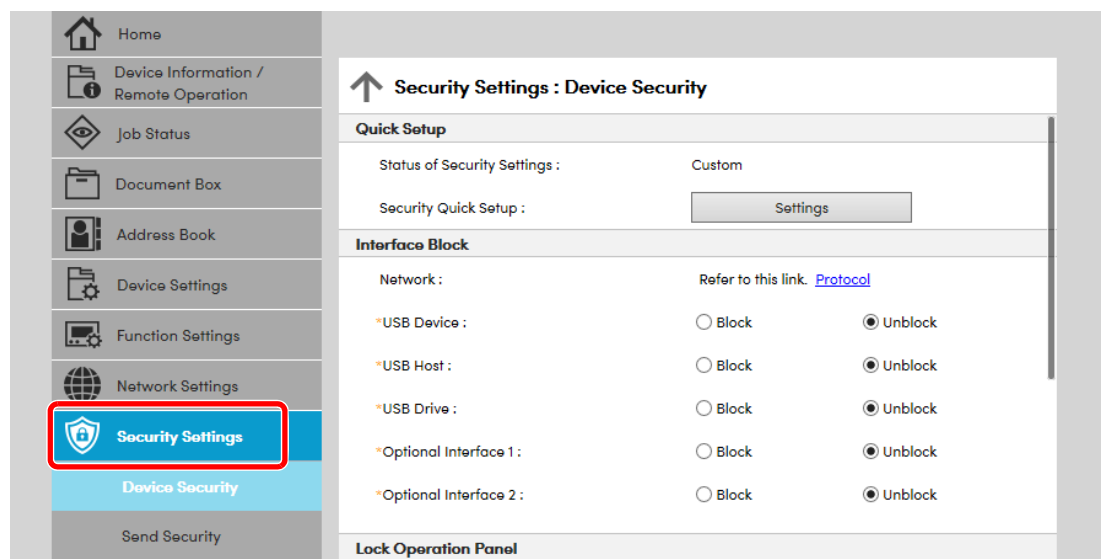 Home
Device Information /
Remote Operation
Job Status
Document Box
Address Book
Device Settings
Function Settings
Network Settings
Security Settings
Device Security
Send Security
Security Settings : Device Security
Quick Setup
Status of Security Settings : Custom
Security Quick Setup : Settings
Interface Block
Network : Refer to this link. Protocol
*USB Device : Block Unblock
*USB Host : Block Unblock
*USB Drive : Block Unblock
*Optional Interface 1 : Block Unblock
*Optional Interface 2 : Block Unblock
Lock Operation Panel